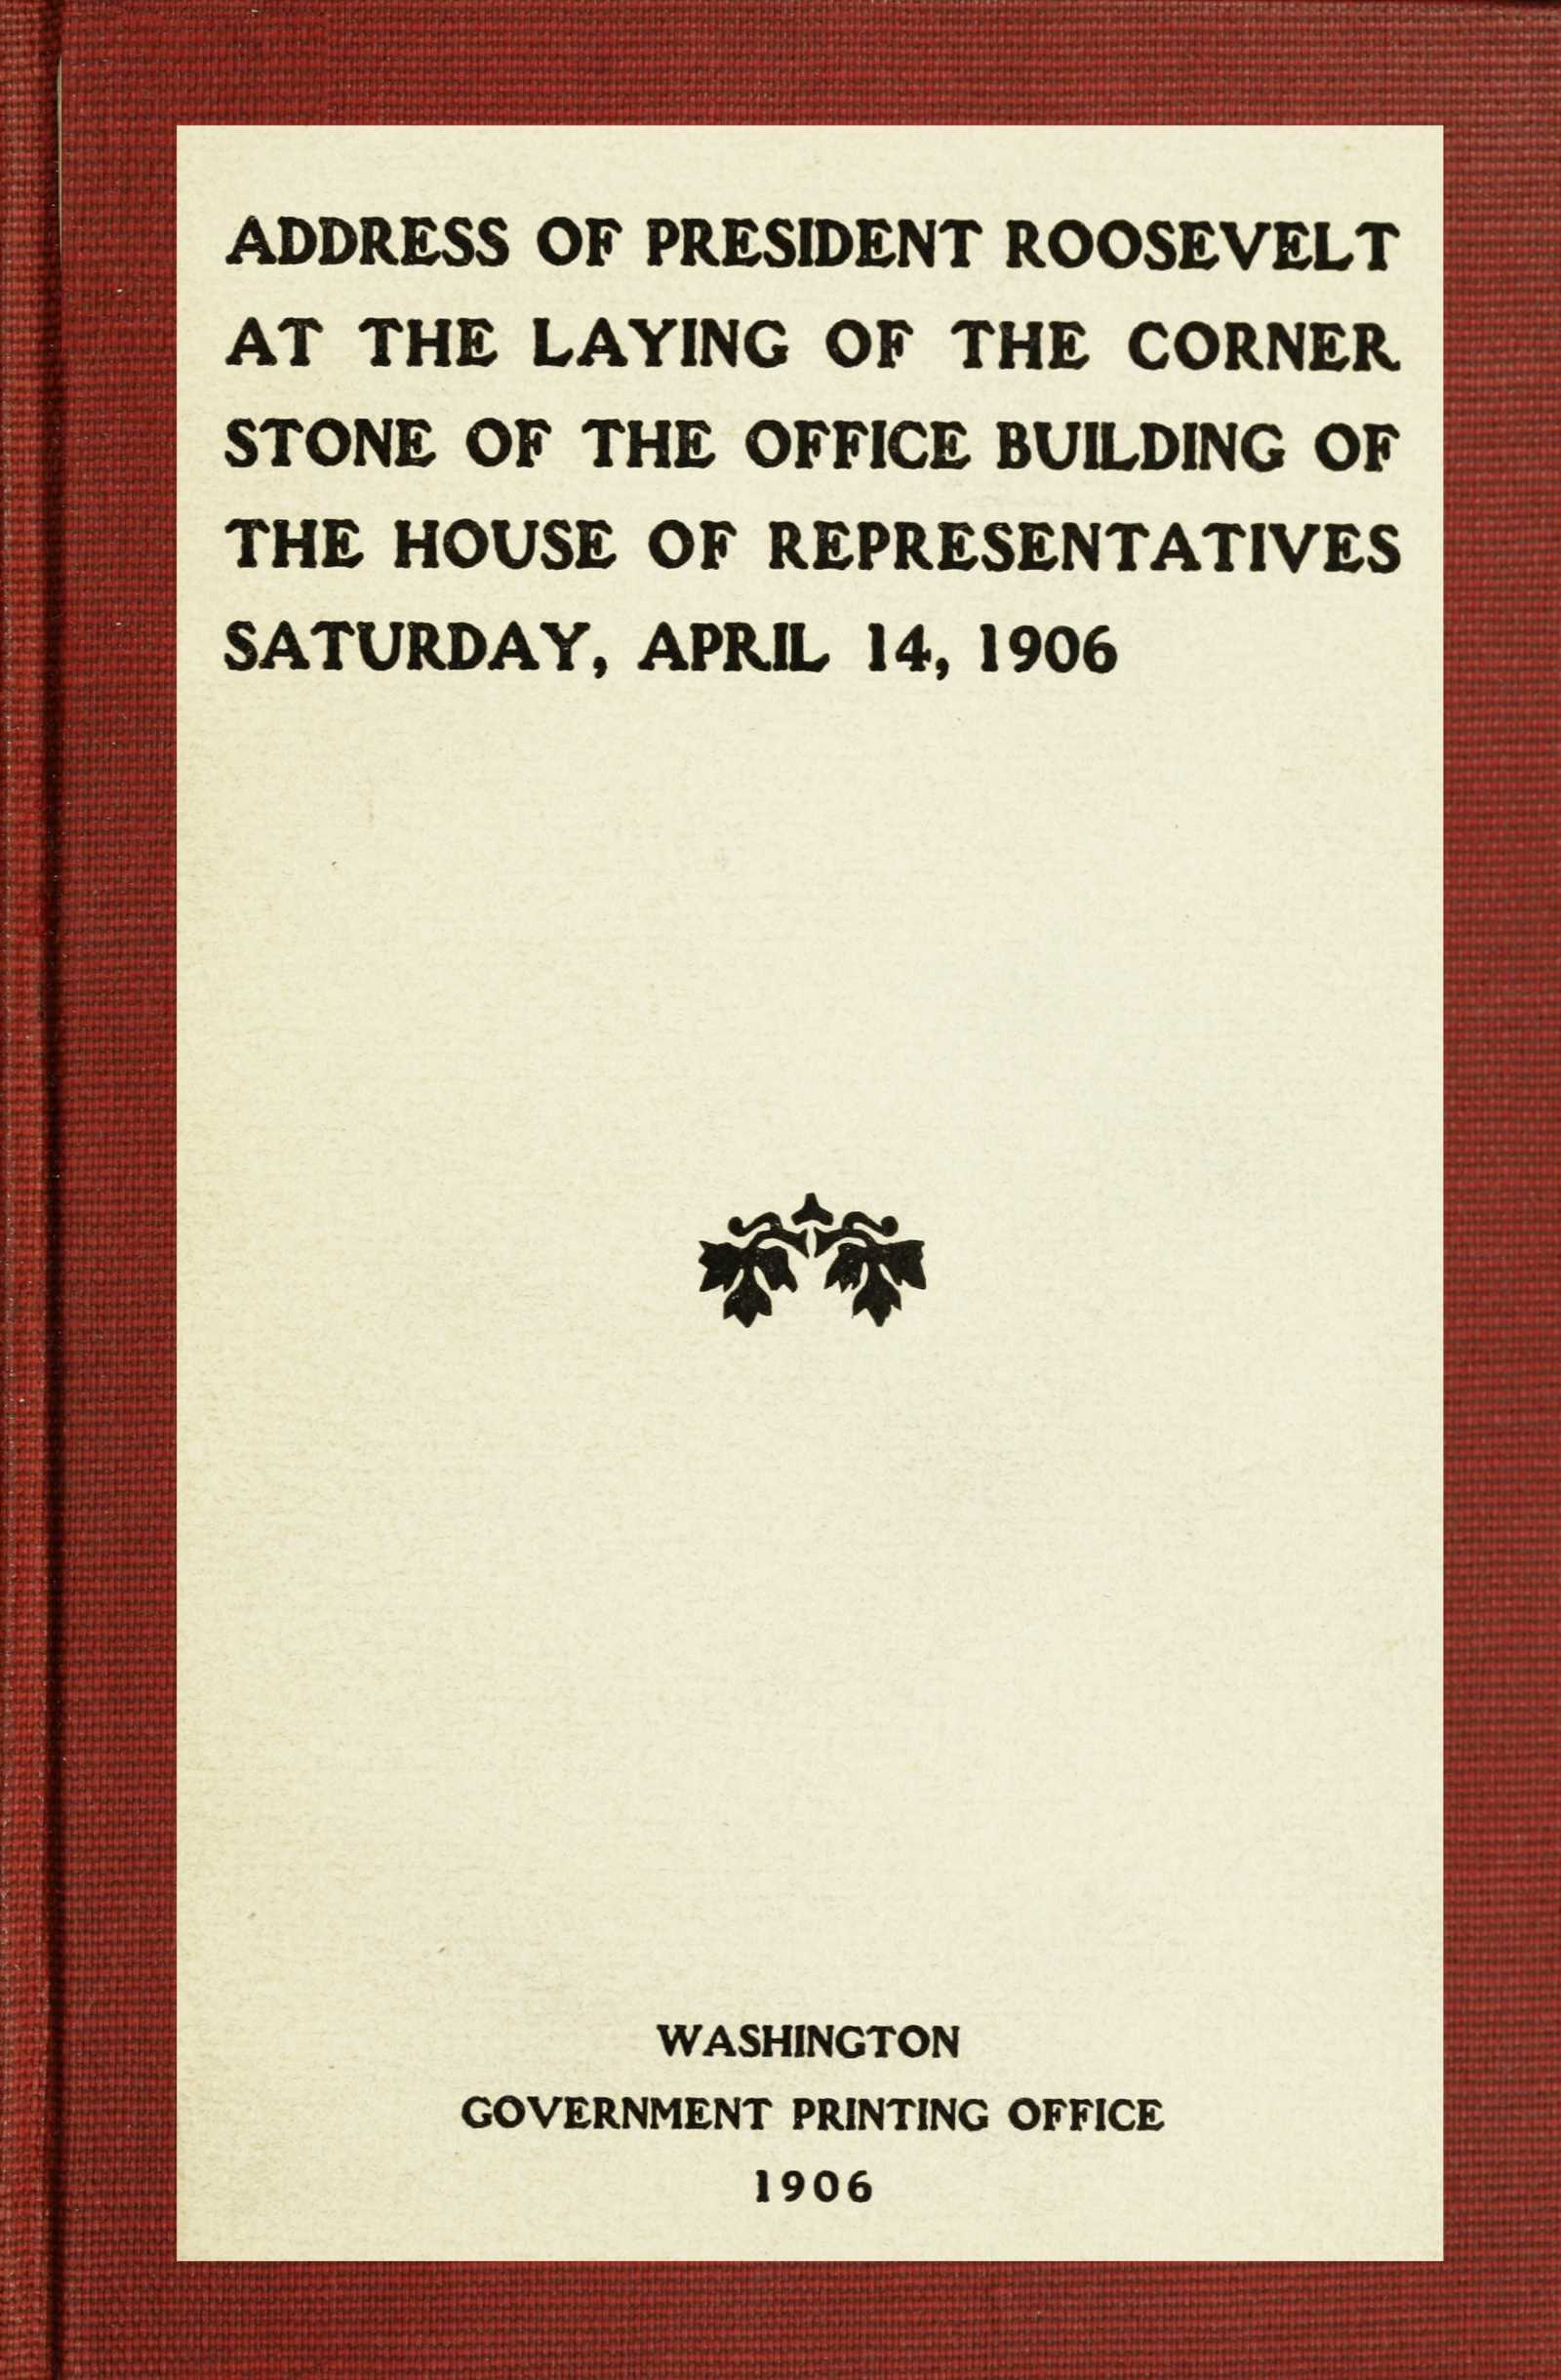 ADDRESS OF PRESIDENT ROOSEVELT
AT THE LAYING OF THE CORNER
STONE OF THE OFFICE BUILDING OF
THE HOUSE OF REPRESENTATIVES
SATURDAY, APRIL 14, 1906
WASHINGTON
GOVERNMENT PRINTING OFFICE
1906